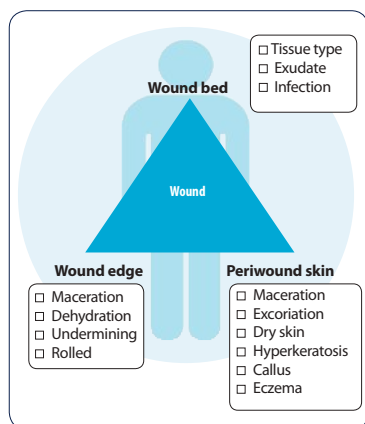 ☐ Tissue type
☐ Exudate
☐ Infection
Wound bed
Wound
Wound edge
☐ Maceration
☐ Dehydration
☐ Undermining
☐ Rolled
Periwound skin
☐ Maceration
☐ Excoriation
☐ Dry skin
☐ Hyperkeratosis
☐ Callus
☐ Eczema